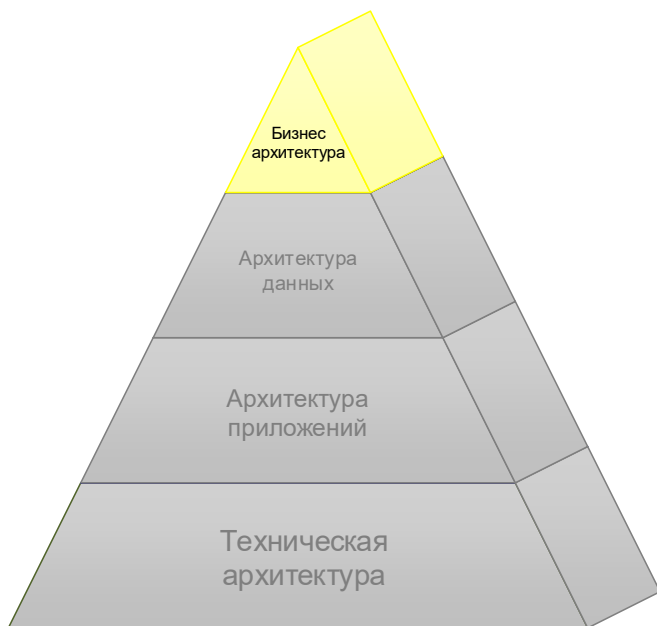 Бизнес
архитектура
Архитектура
данных
Архитектура
приложений
Техническая
архитектура